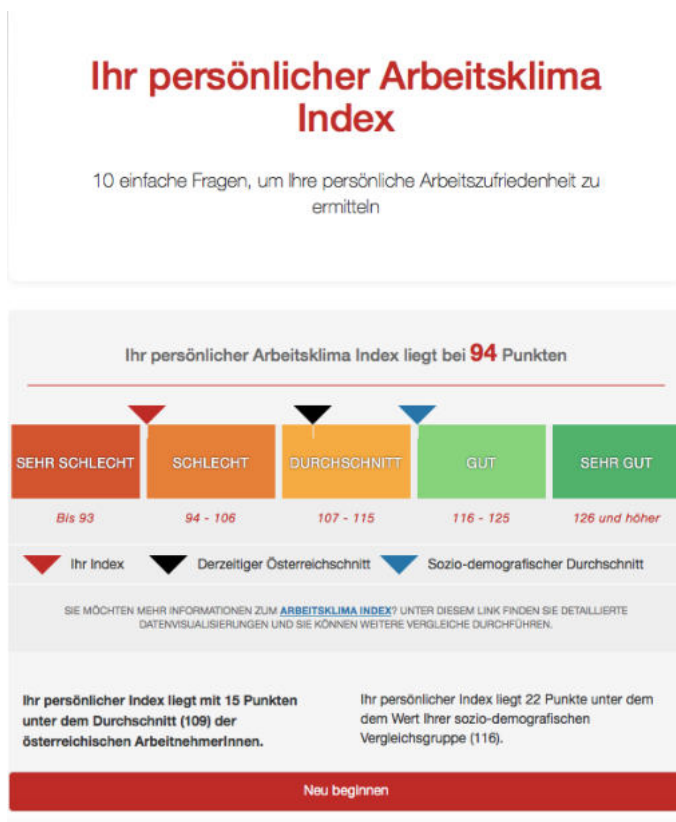 Ihr persönlicher Arbeitsklima
Index
10 einfache Fragen, um Ihre persönliche Arbeitszufriedenheit zu
ermitteln
Ihr persönlicher Arbeitsklima Index liegt bei 94 Punkten
SEHR SCHLECHT SCHLECHT DURCHSCHNITT GUT SEHR GUT
Bis 93 94 - 106 107 - 115 116 - 125 126 und höher
Ihr Index Derzeitiger Österreichschnitt Sozio-demografischer Durchschnitt
SIE MÖCHTEN MEHR INFORMATIONEN ZUM ARBEITSKLIMA INDEX? UNTER DIESEM LINK FINDEN SIE DETAILLIERTE
DATENVISUALISIERUNGEN UND SIE KÖNNEN WEITERE VERGLEICHE DURCHFÜHREN.
Ihr persönlicher Index liegt mit 15 Punkten
unter dem Durchschnitt (109) der
österreichischen ArbeitnehmerInnen.
Ihr persönlicher Index liegt 22 Punkte unter dem
dem Wert Ihrer sozio-demografischen
Vergleichsgruppe (116).
Neu beginnen